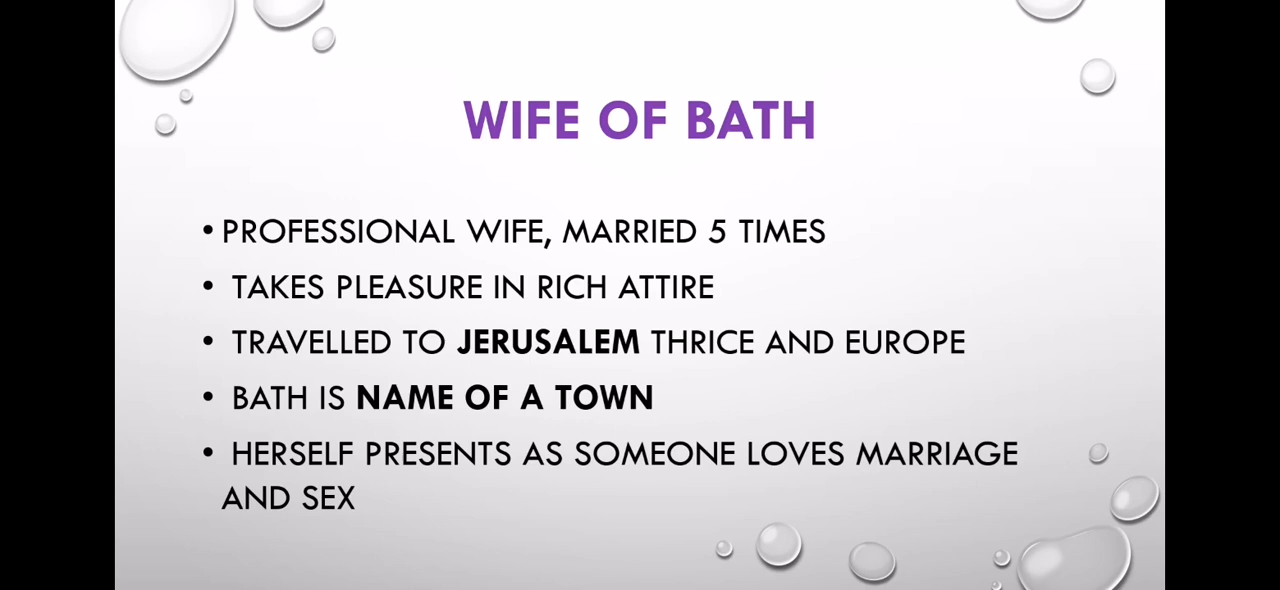 WIFE OF BATH
• PROFESSIONAL WIFE, MARRIED 5 TIMES
• TAKES PLEASURE IN RICH ATTIRE
• TRAVELLED TO JERUSALEM THRICE AND EUROPE
• BATH IS NAME OF A TOWN
• HERSELF PRESENTS AS SOMEONE LOVES MARRIAGE
AND SEX